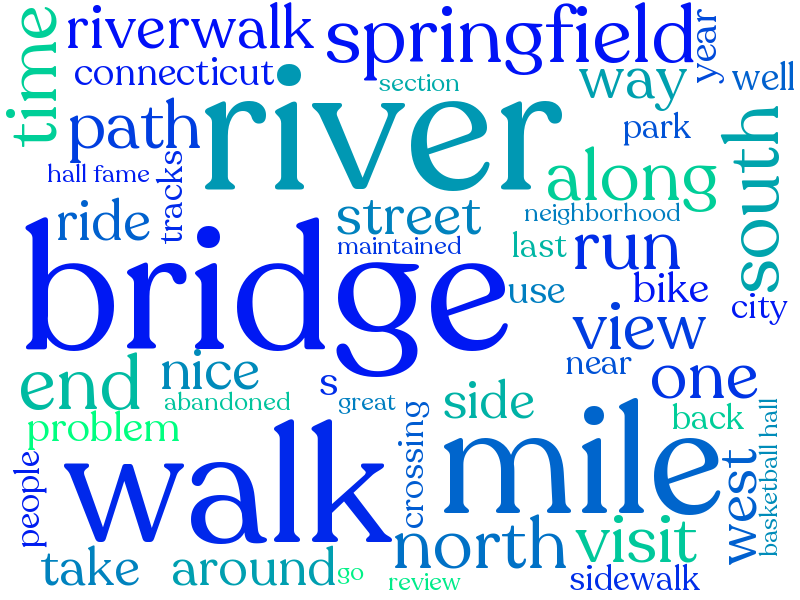 time
riverwalk
springfield
year
connecticut
section
way
well
path
river
park
south
hall fame
tracks
along
ride
street
neighborhood
maintained
last
run
bridge
use
bike
city
view
nice
near
end
s
one
abandoned
great
side
problem
back
walk
crossing
mile
people
west
basketball hall
north
visit
take
around
go
review
sidewalk